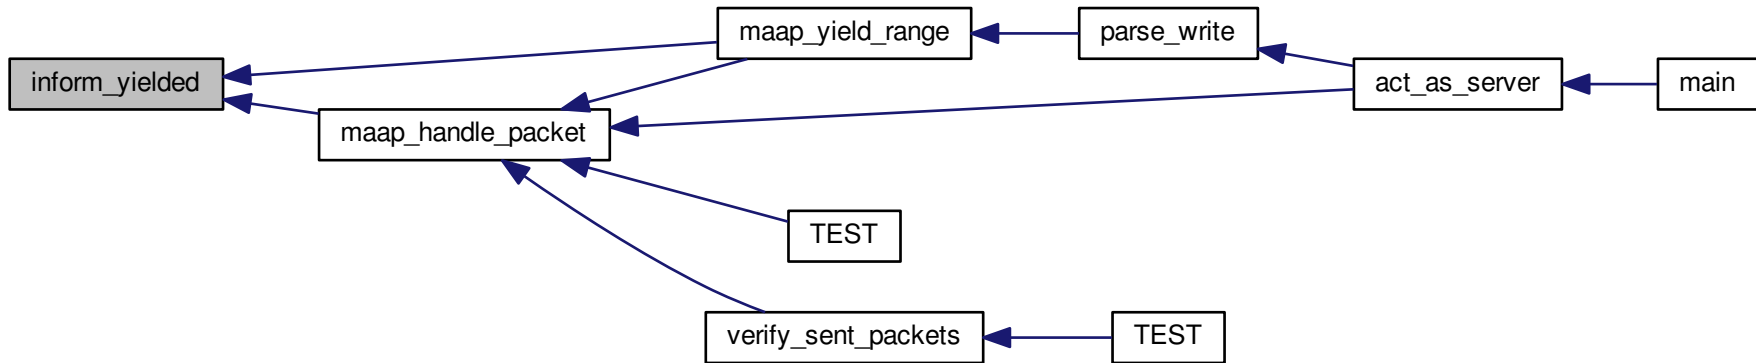 inform_yielded
maap_yield_range
parse_write
act_as_server
main
maap_handle_packet
TEST
verify_sent_packets
TEST